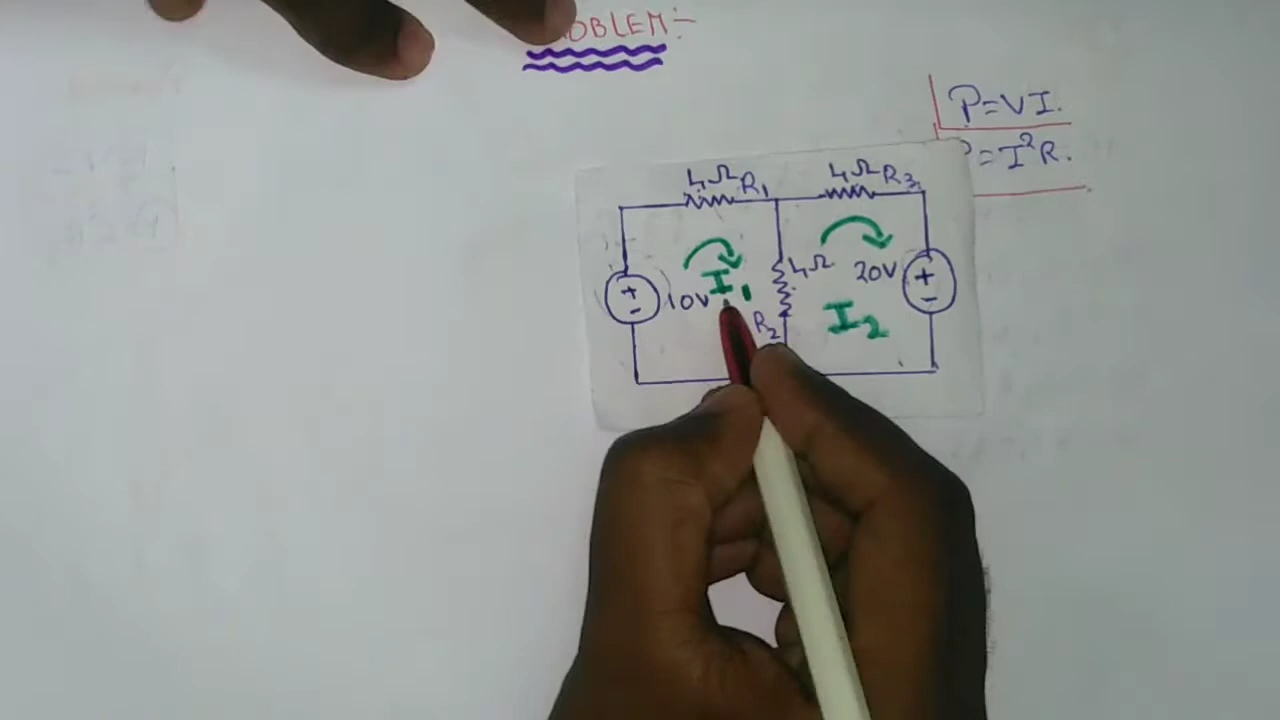 OBLEM:-
P=VI.
=I²R.
4Ω R₁
4Ω R₃
4Ω
20V
10V
I₁
R₂
I₂
+
-
+
-